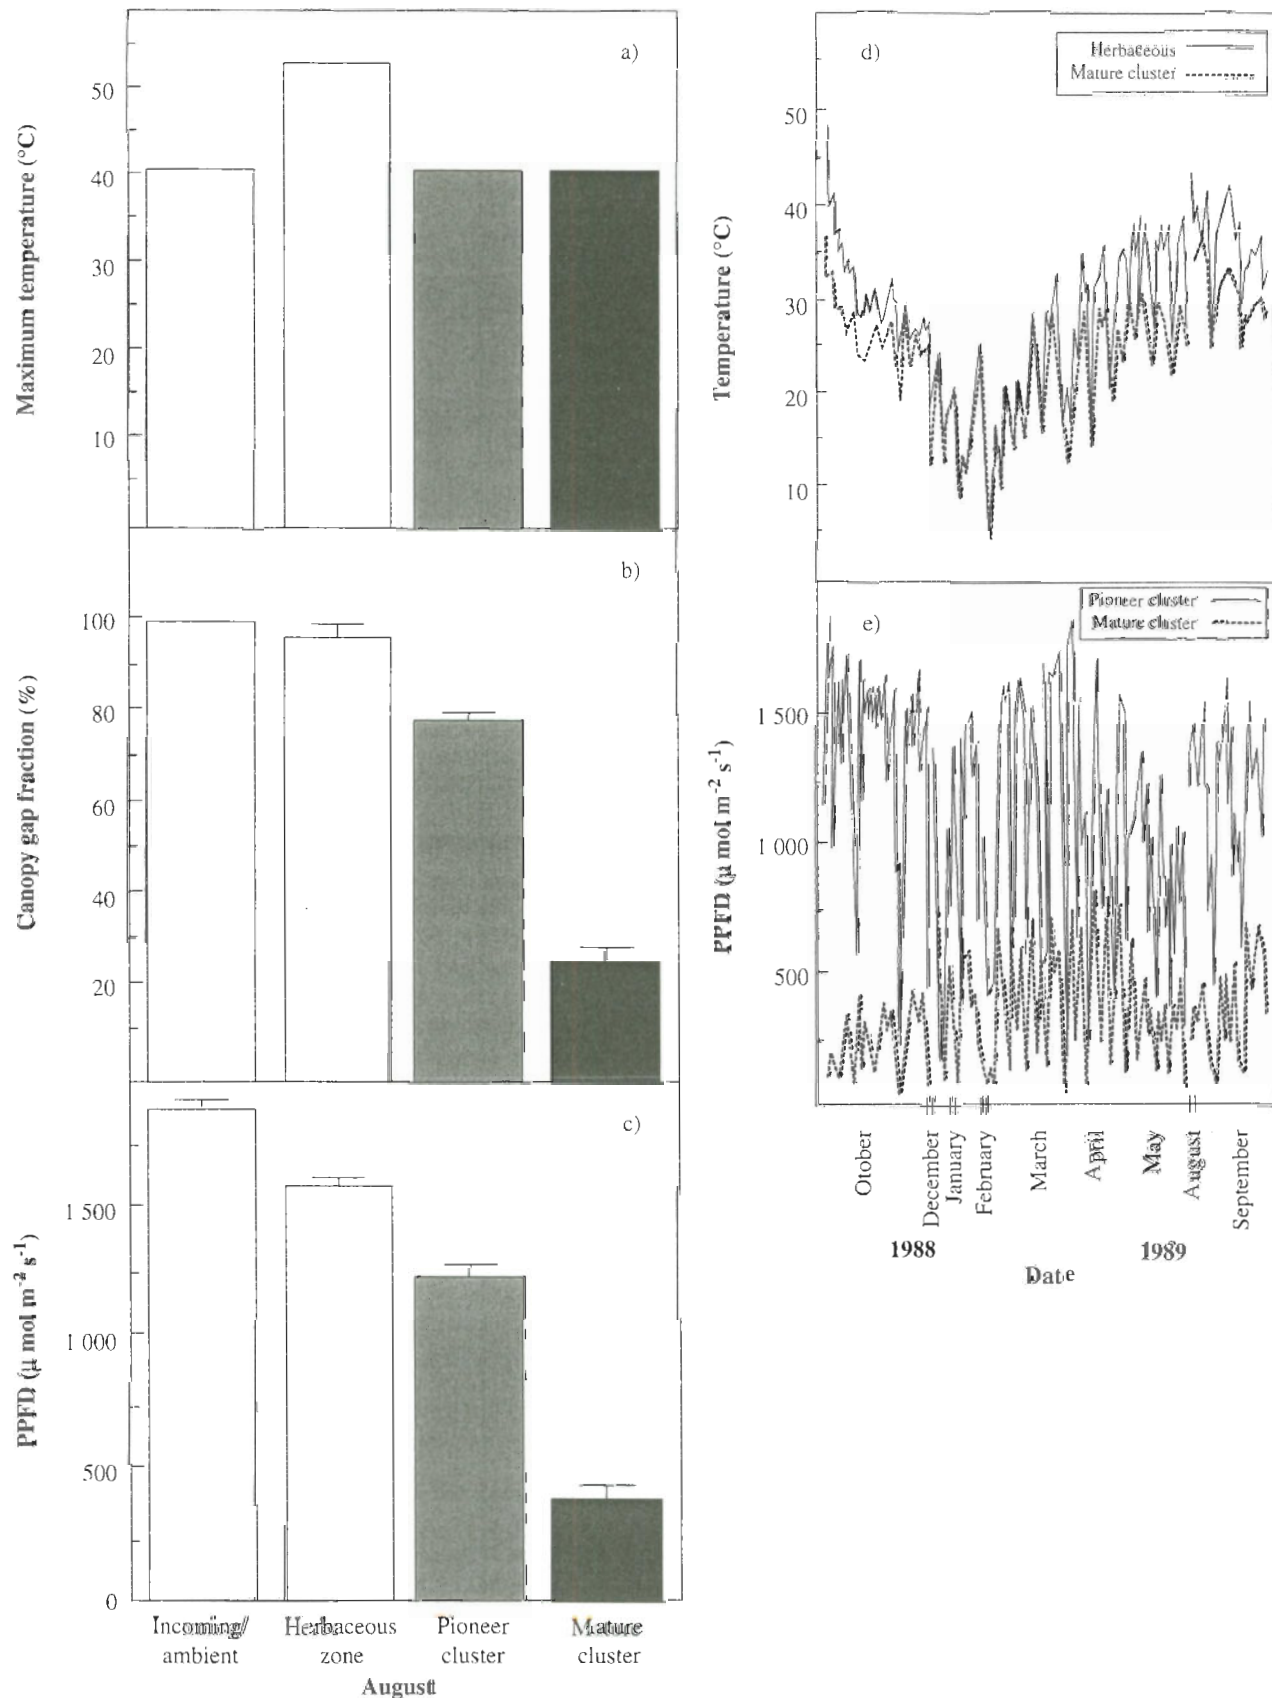 a)
Maximum temperature (°C)
50
40
30
20
10
b)
Canopy gap fraction (%)
100
80
60
40
20
c)
PPFD (µ mol m⁻² s⁻¹)
1 500
1 000
500
0
Incoming/
ambient
Herbaceous
zone
Pioneer
cluster
Mature
cluster
August
d)
Herbaceous
Mature cluster
Temperature (°C)
50
40
30
20
10
e)
Pioneer cluster
Mature cluster
PPFD (µ mol m⁻² s⁻¹)
1 500
1 000
500
Otober
December
January
February
March
April
May
August
September
1988
1989
Date